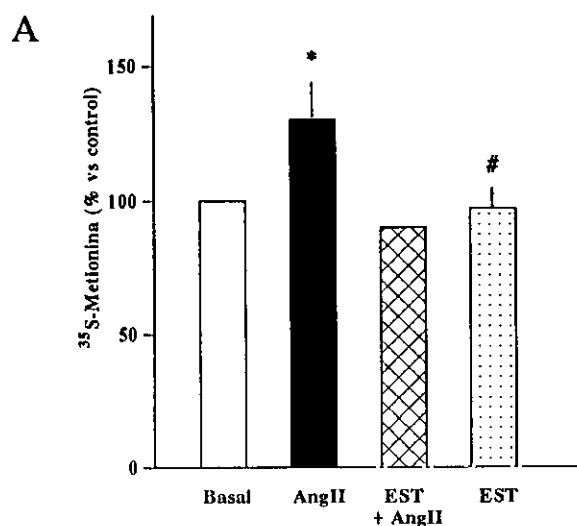 A
*
150
#
100
50
0
³⁵S-Metionina (% vs control)
Basal AngII EST EST
+ AngII